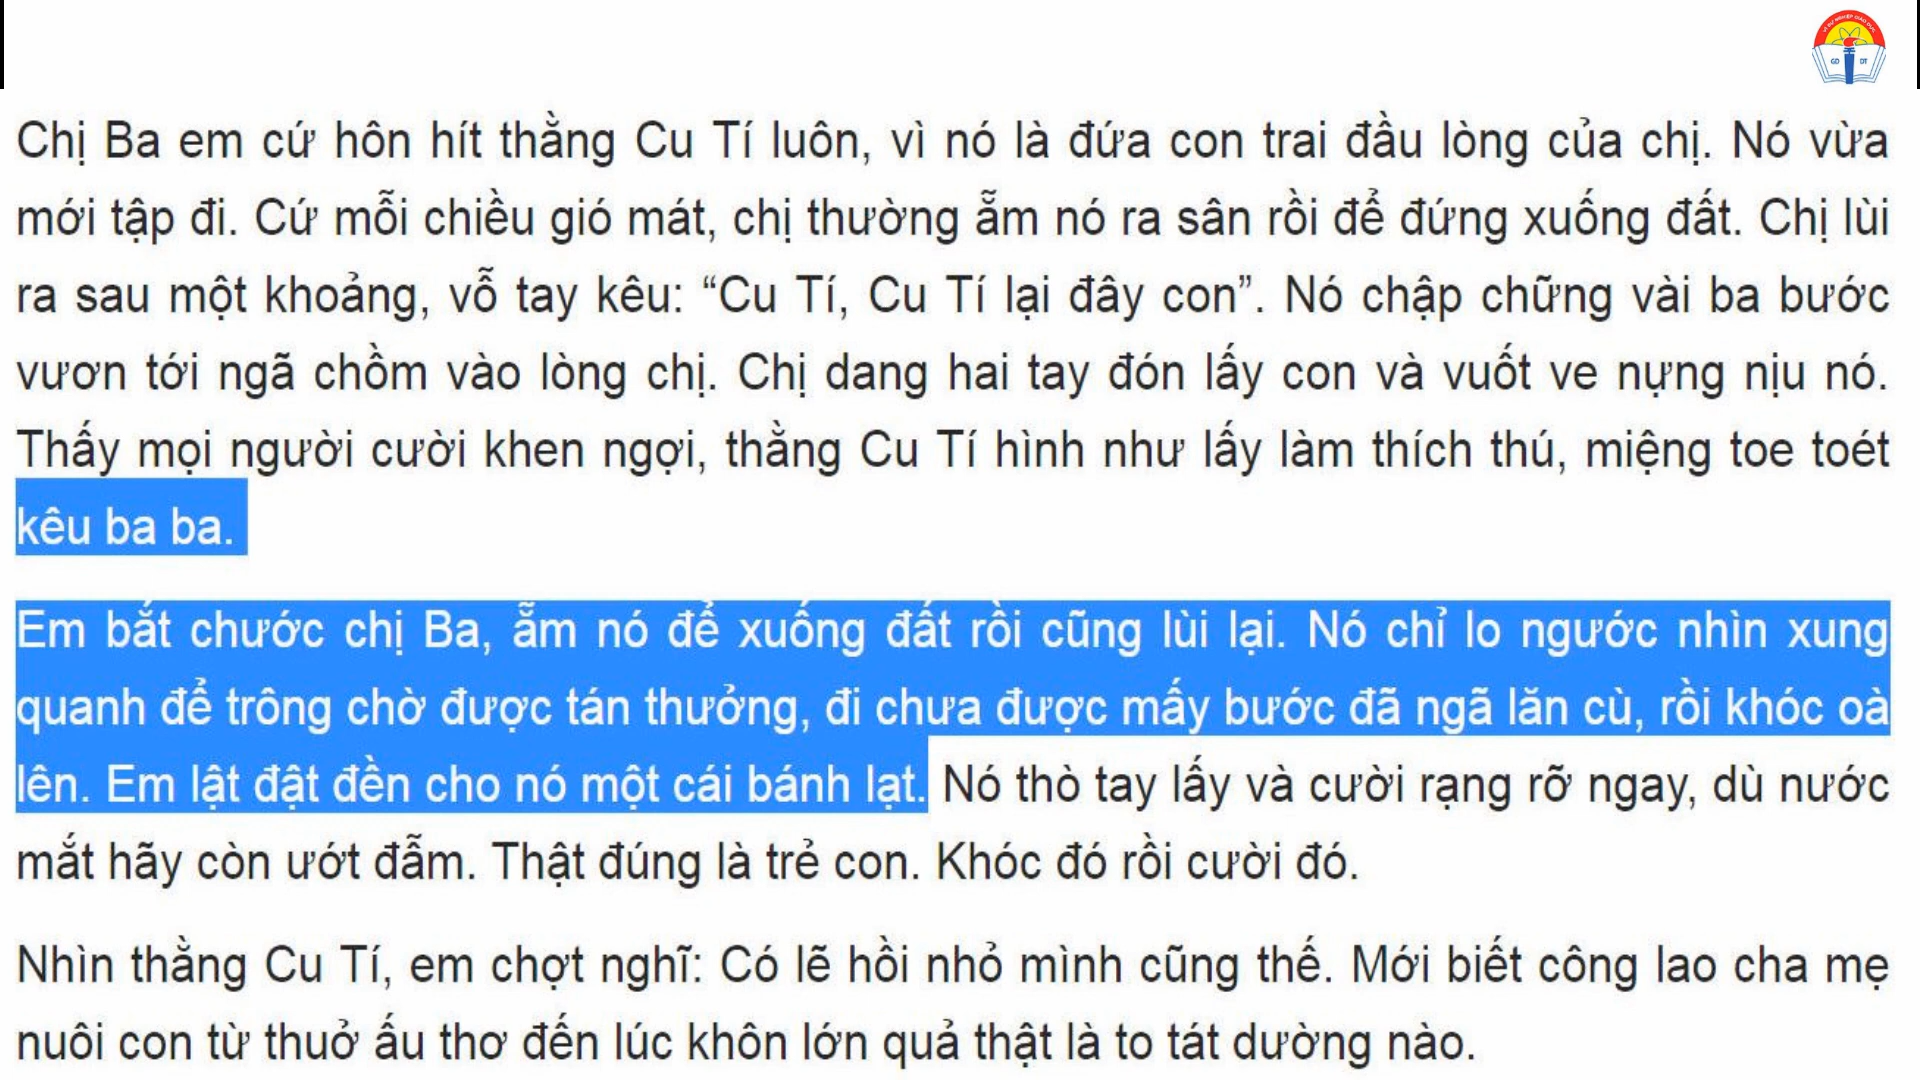 VÌ SỰ NGHIỆP GIÁO DỤC
GD ĐT
Chị Ba em cứ hôn hít thằng Cu Tí luôn, vì nó là đứa con trai đầu lòng của chị. Nó vừa
mới tập đi. Cứ mỗi chiều gió mát, chị thường ẵm nó ra sân rồi để đứng xuống đất. Chị lùi
ra sau một khoảng, vỗ tay kêu: “Cu Tí, Cu Tí lại đây con”. Nó chập chững vài ba bước
vươn tới ngã chồm vào lòng chị. Chị dang hai tay đón lấy con và vuốt ve nựng nịu nó.
Thấy mọi người cười khen ngợi, thằng Cu Tí hình như lấy làm thích thú, miệng toe toét
kêu ba ba.
Em bắt chước chị Ba, ẵm nó để xuống đất rồi cũng lùi lại. Nó chỉ lo ngước nhìn xung
quanh để trông chờ được tán thưởng, đi chưa được mấy bước đã ngã lăn cù, rồi khóc oà
lên. Em lật đật đền cho nó một cái bánh lạt. Nó thò tay lấy và cười rạng rỡ ngay, dù nước
mắt hãy còn ướt đẫm. Thật đúng là trẻ con. Khóc đó rồi cười đó.
Nhìn thằng Cu Tí, em chợt nghĩ: Có lẽ hồi nhỏ mình cũng thế. Mới biết công lao cha mẹ
nuôi con từ thuở ấu thơ đến lúc khôn lớn quả thật là to tát dường nào.